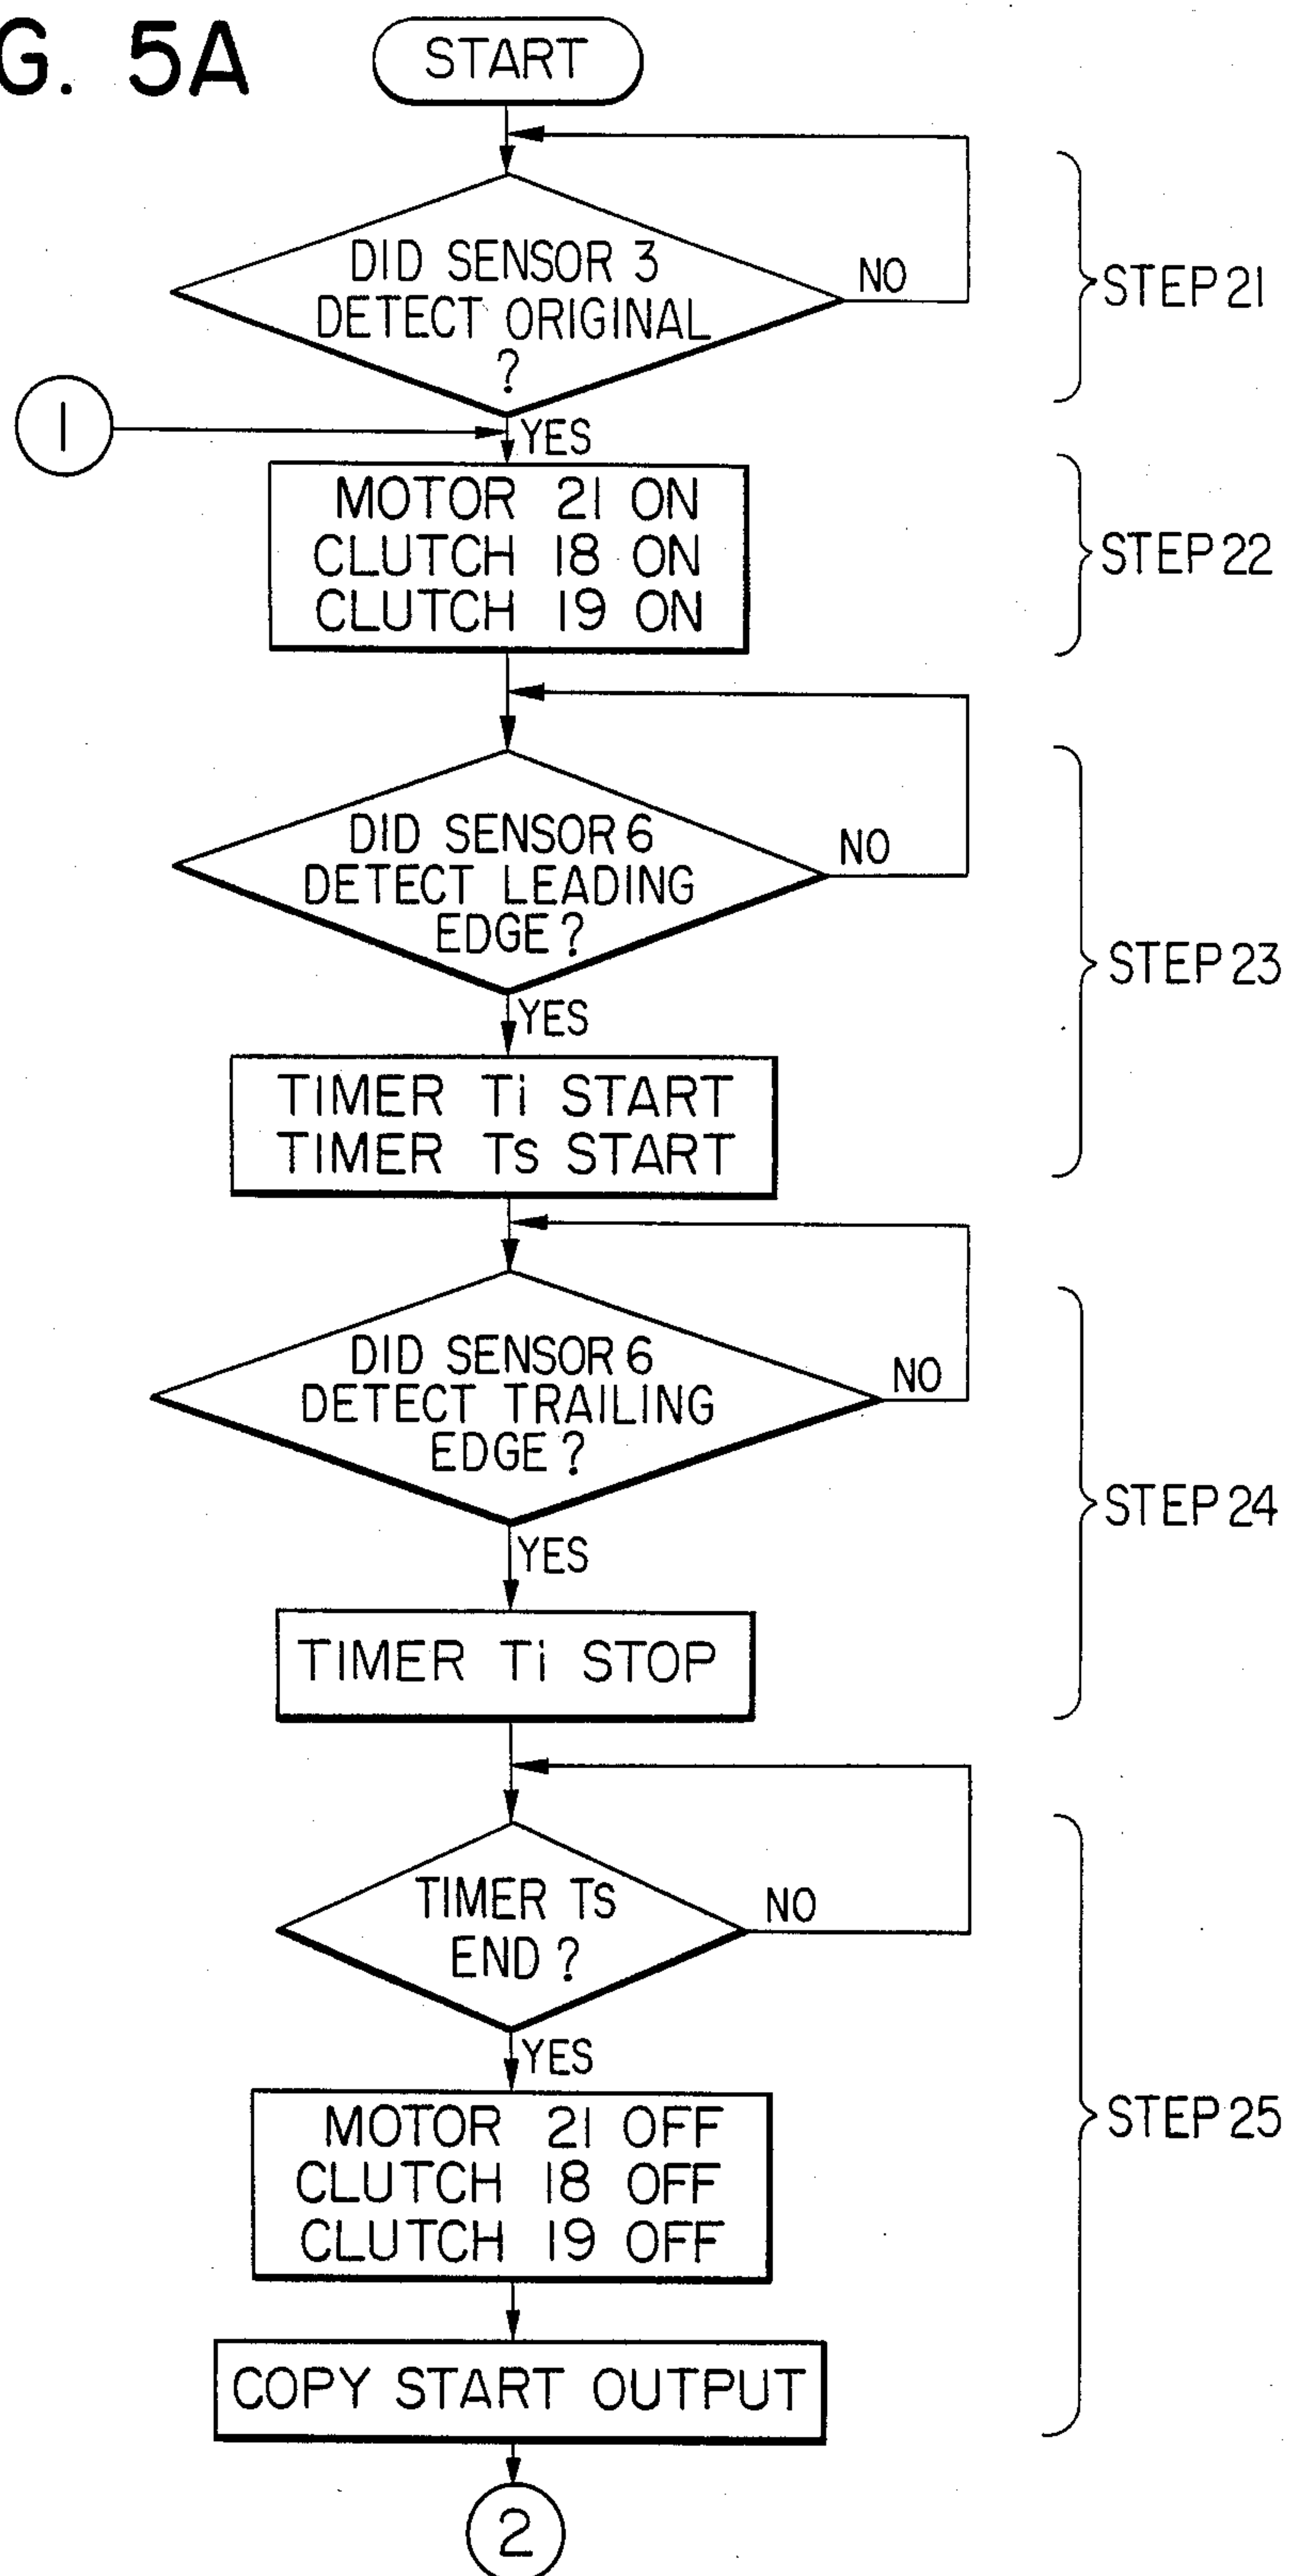 G. 5A
START
DID SENSOR 3
DETECT ORIGINAL
?
NO
STEP 21
1
YES
MOTOR 21 ON
CLUTCH 18 ON
CLUTCH 19 ON
STEP 22
DID SENSOR 6
DETECT LEADING
EDGE?
NO
YES
STEP 23
TIMER Ti START
TIMER Ts START
DID SENSOR 6
DETECT TRAILING
EDGE?
NO
STEP 24
YES
TIMER Ti STOP
TIMER Ts
END?
NO
YES
MOTOR 21 OFF
CLUTCH 18 OFF
CLUTCH 19 OFF
STEP 25
COPY START OUTPUT
2